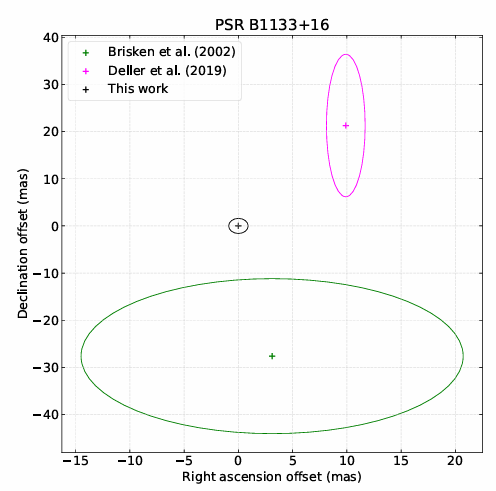 PSR B1133+16
Brisken et al. (2002)
Deller et al. (2019)
This work
40
30
20
10
0
−10
−20
−30
−40
Declination offset (mas)
−15 −10 −5 0 5 10 15 20
Right ascension offset (mas)